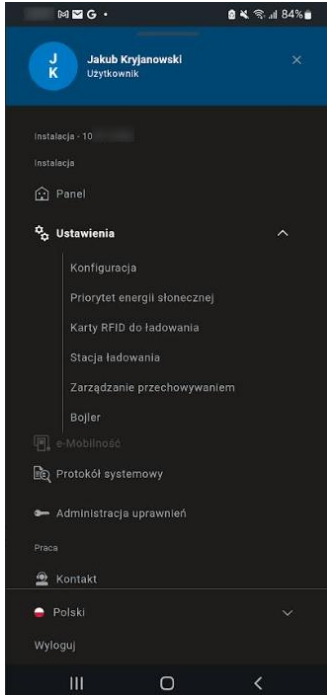 G
84%
J
K
Jakub Kryjanowski
Użytkownik
Instalacja - 10
Instalacja
Panel
Ustawienia
Konfiguracja
Priorytet energii słonecznej
Karty RFID do ładowania
Stacja ładowania
Zarządzanie przechowywaniem
Bojler
e-Mobilność
Protokół systemowy
Administracja uprawnień
Praca
Kontakt
Polski
Wyloguj